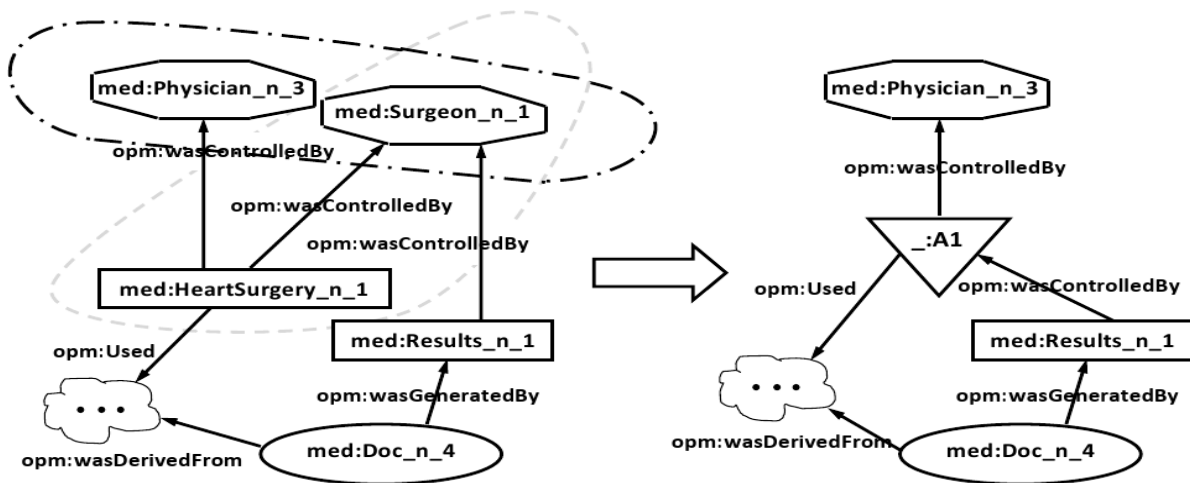 med:Physician_n_3
med:Surgeon_n_1
opm:wasControlledBy
opm:wasControlledBy
opm:wasControlledBy
med:HeartSurgery_n_1
med:Results_n_1
opm:Used
. . .
opm:wasGeneratedBy
med:Doc_n_4
opm:wasDerivedFrom
med:Physician_n_3
opm:wasControlledBy
_:A1
opm:Used
opm:wasControlledBy
med:Results_n_1
. . .
opm:wasGeneratedBy
opm:wasDerivedFrom
med:Doc_n_4